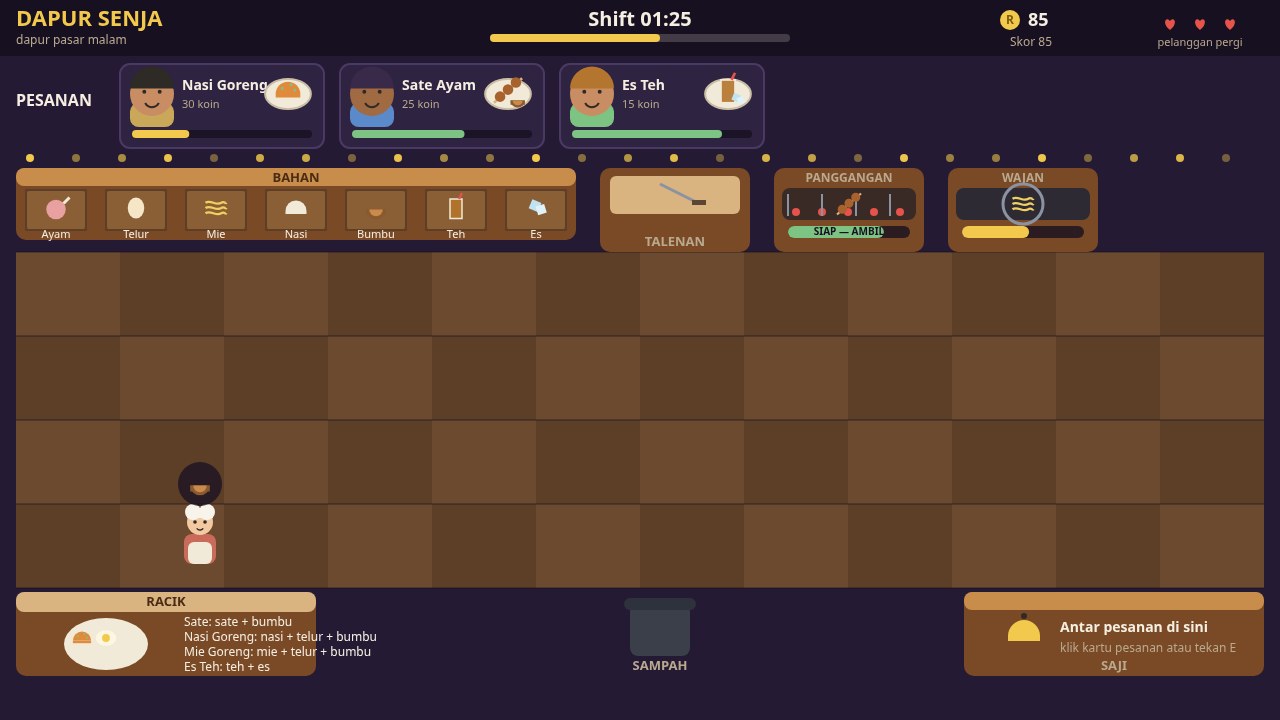 DAPUR SENJA
dapur pasar malam
Shift 01:25
R 85
Skor 85
pelanggan pergi
PESANAN
Nasi Goreng
30 koin
Sate Ayam
25 koin
Es Teh
15 koin
BAHAN
Ayam
Telur
Mie
Nasi
Bumbu
Teh
Es
TALENAN
PANGGANGAN
SIAP — AMBIL
WAJAN
RACIK
Sate: sate + bumbu
Nasi Goreng: nasi + telur + bumbu
Mie Goreng: mie + telur + bumbu
Es Teh: teh + es
SAMPAH
Antar pesanan di sini
klik kartu pesanan atau tekan E
SAJI